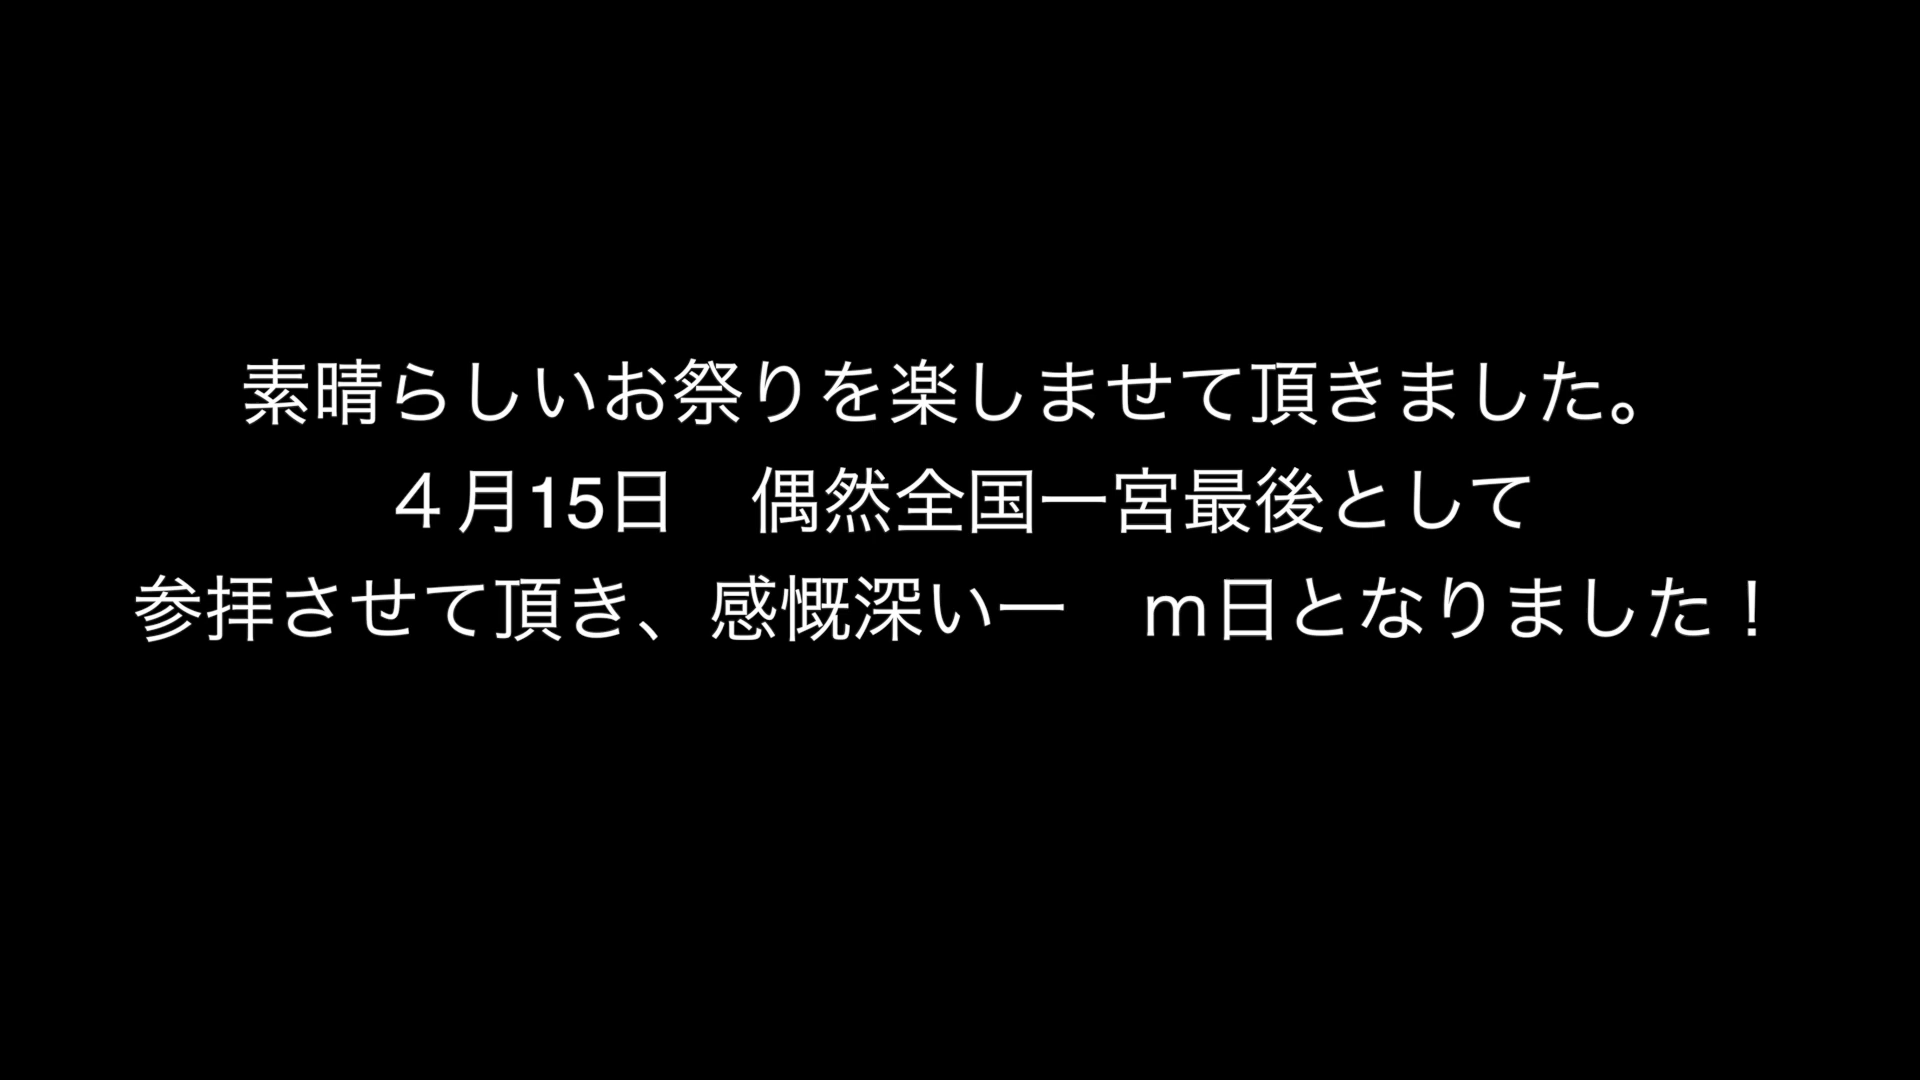 素晴らしいお祭りを楽しませて頂きました。
４月15日　偶然全国一宮最後として
参拝させて頂き、感慨深い一　ｍ日となりました！